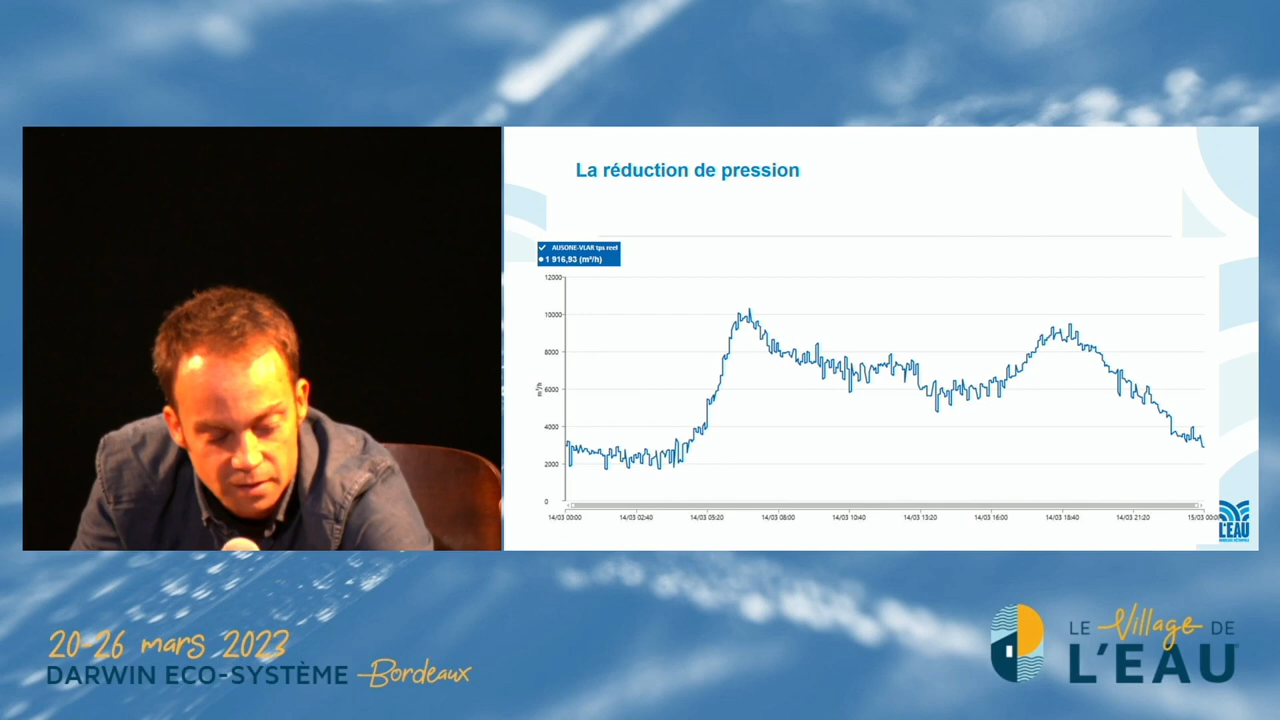 La réduction de pression
AUSONE-VLAR tps reel
1 916,93 (m³/h)
12000
10000
8000
6000
4000
2000
0
m³/h
14/03 00:00
14/03 02:40
14/03 05:20
14/03 08:00
14/03 10:40
14/03 13:20
14/03 16:00
14/03 18:40
14/03 21:20
15/03 00:00
L'EAU
BORDEAUX MÉTROPOLE
20-26 mars 2023
DARWIN ECO-SYSTÈME Bordeaux
LE Village DE
L'EAU